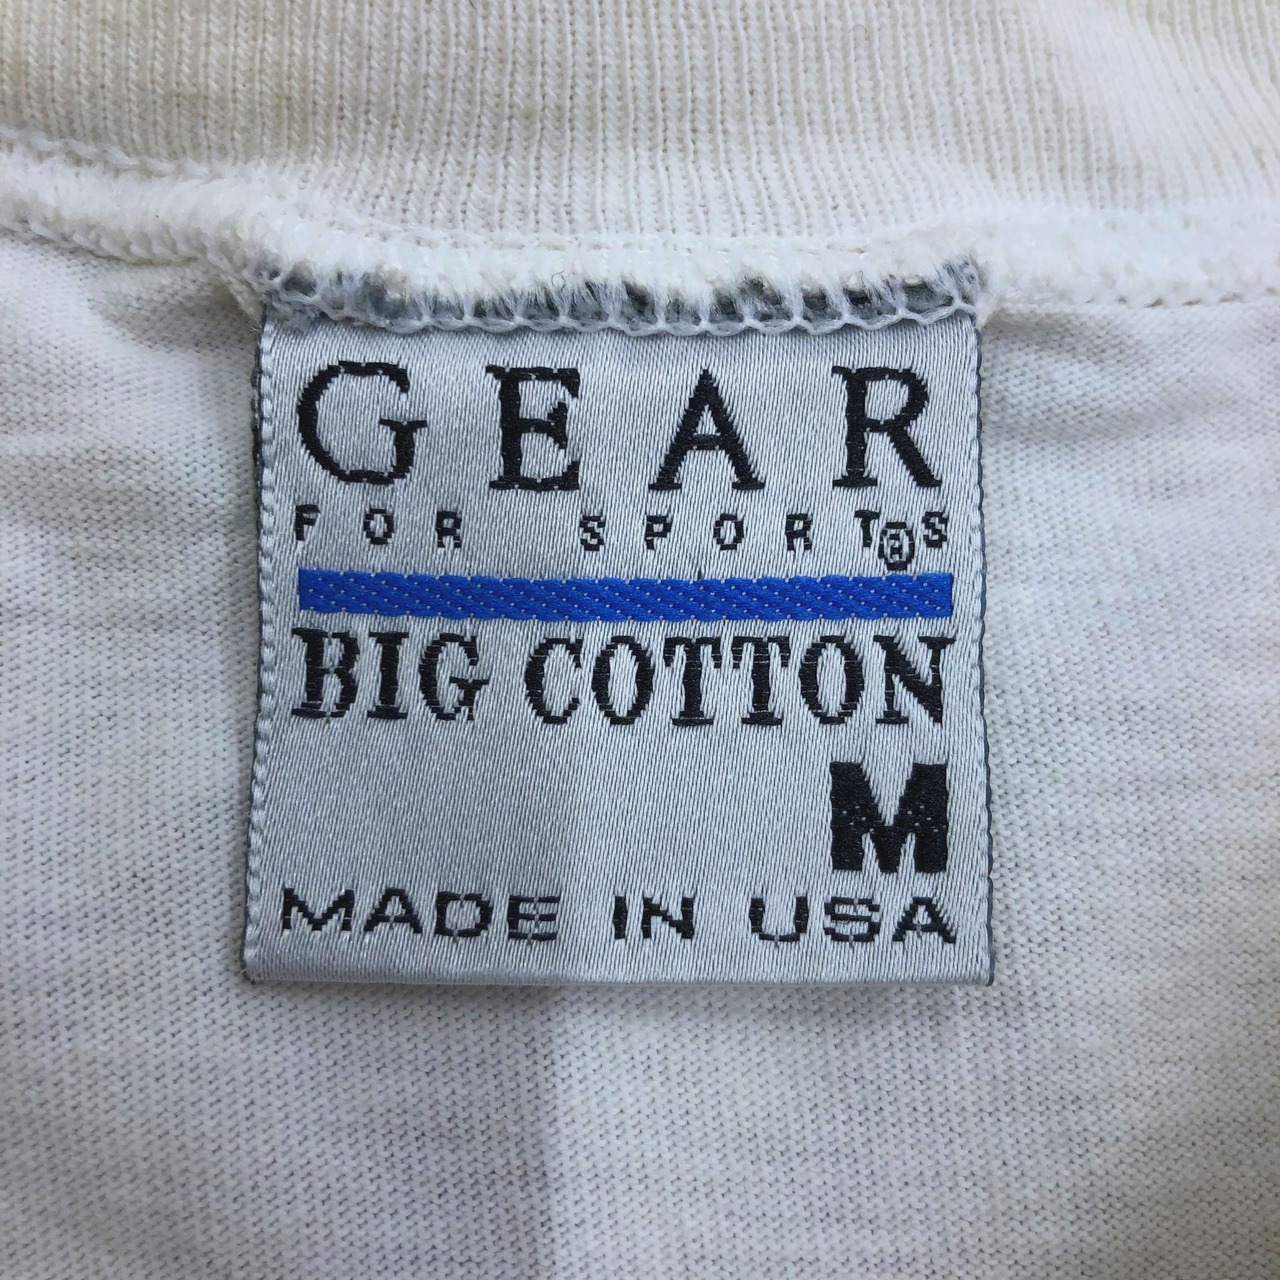 GEAR
FOR SPORTS®
BIG COTTON
M
MADE IN USA